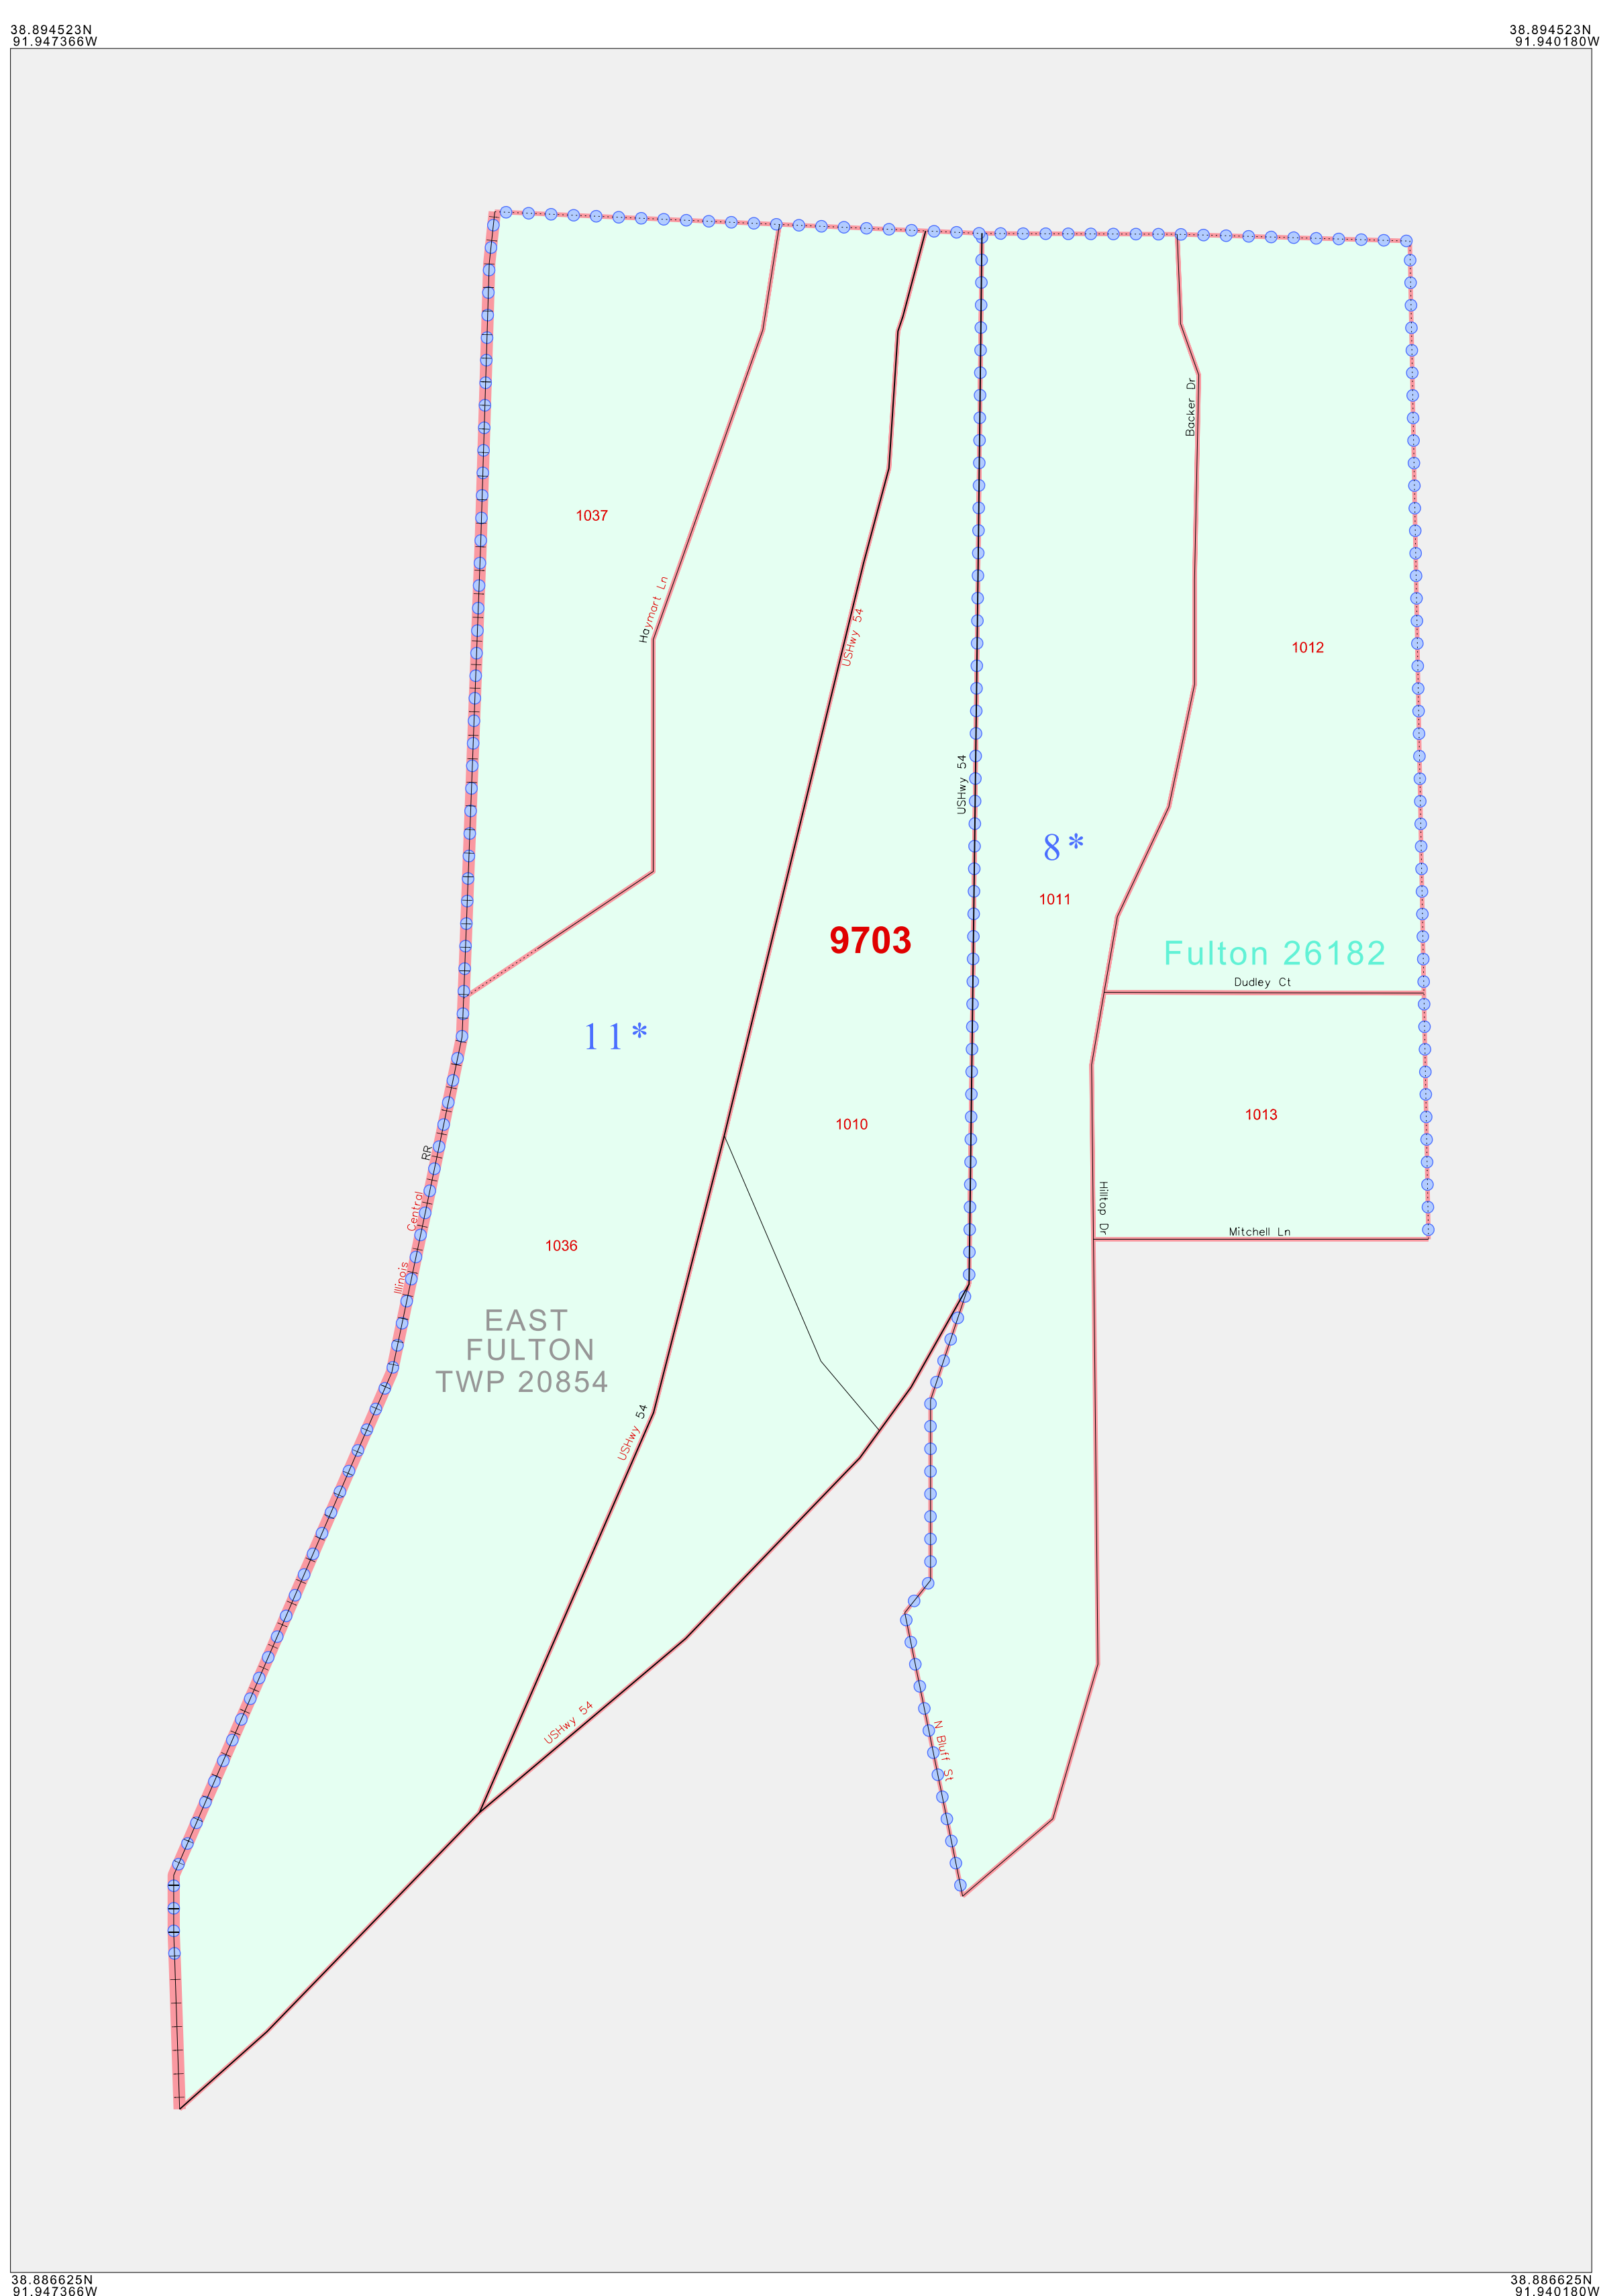 38.894523N
91.947366W
38.894523N
91.940180W
Backer Dr
1037
Haymart Ln
USHwy 54
1012
USHwy 54
8*
1011
9703
Fulton 26182
Dudley Ct
11*
1010
1013
RR
Central
Illinois
Hilltop Dr
Mitchell Ln
1036
EAST
FULTON
TWP 20854
USHwy 54
USHwy 54
N Bluff St
38.886625N
91.947366W
38.886625N
91.940180W